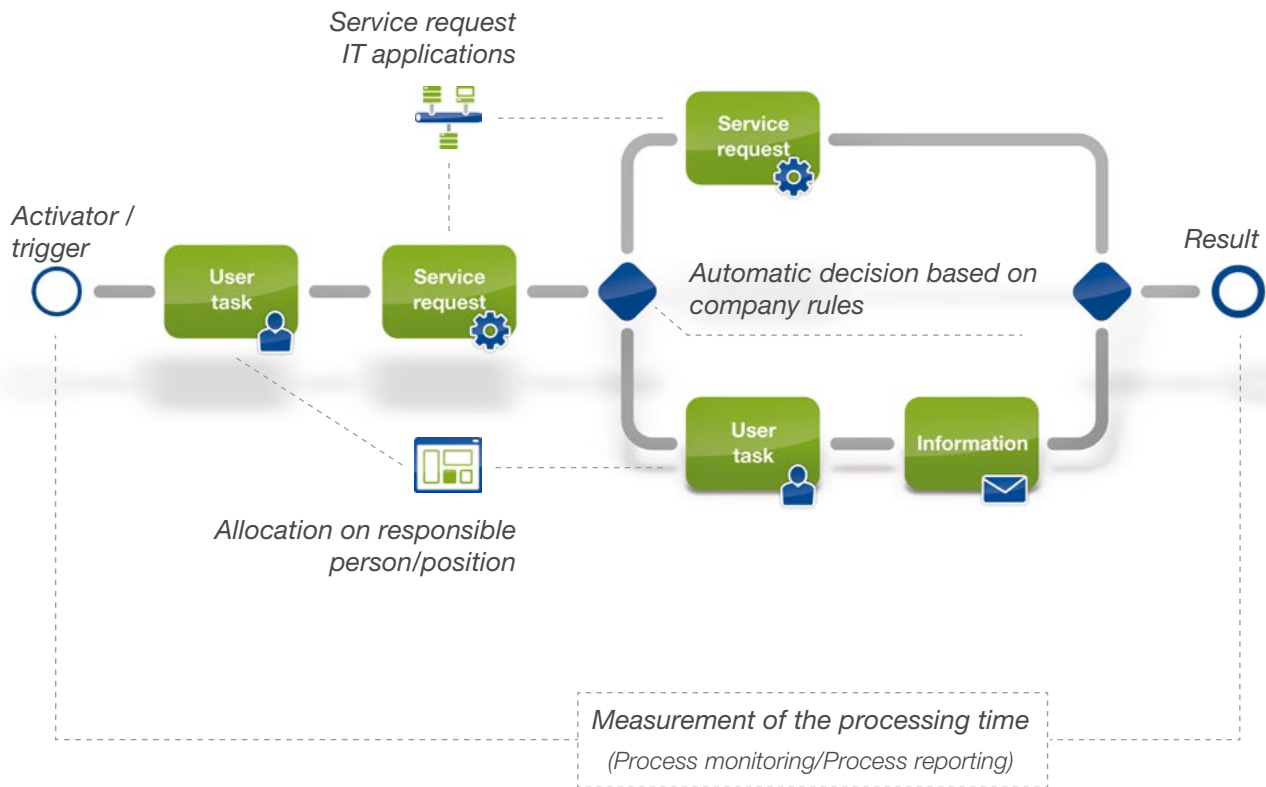 Service request
IT applications
Service
request
Activator /
trigger
User
task
Service
request
Automatic decision based on
company rules
Result
User
task
Information
Allocation on responsible
person/position
Measurement of the processing time
(Process monitoring/Process reporting)